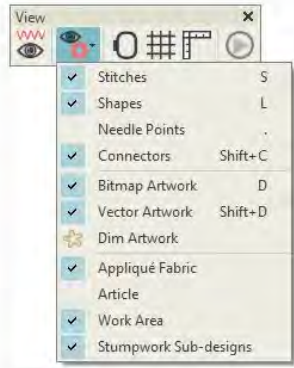 View
Stitches S
Shapes L
Needle Points .
Connectors Shift+C
Bitmap Artwork D
Vector Artwork Shift+D
Dim Artwork
Appliqué Fabric
Article
Work Area
Stumpwork Sub-designs